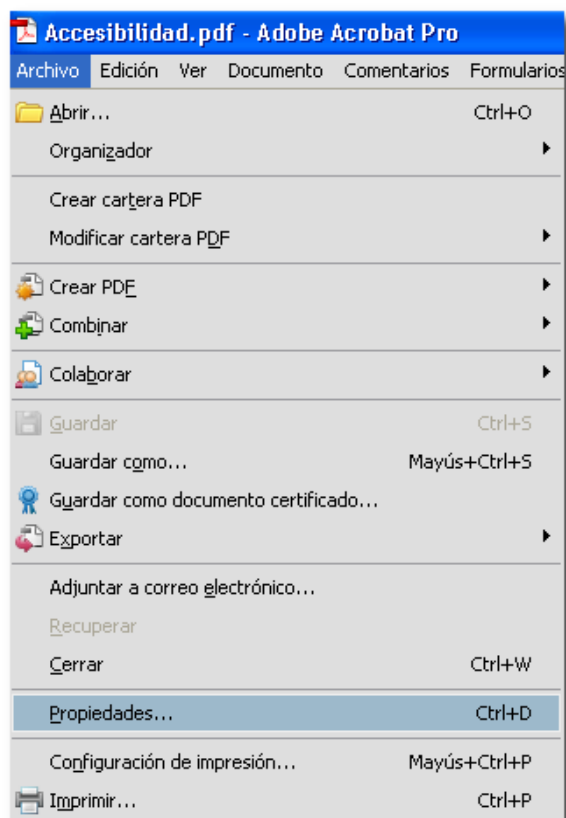 Accesibilidad.pdf - Adobe Acrobat Pro
Archivo Edición Ver Documento Comentarios Formularios
Abrir... Ctrl+O
Organizador
Crear cartera PDF
Modificar cartera PDF
Crear PDF
Combinar
Colaborar
Guardar Ctrl+S
Guardar como... Mayús+Ctrl+S
Guardar como documento certificado...
Exportar
Adjuntar a correo electrónico...
Recuperar
Cerrar Ctrl+W
Propiedades... Ctrl+D
Configuración de impresión... Mayús+Ctrl+P
Imprimir... Ctrl+P